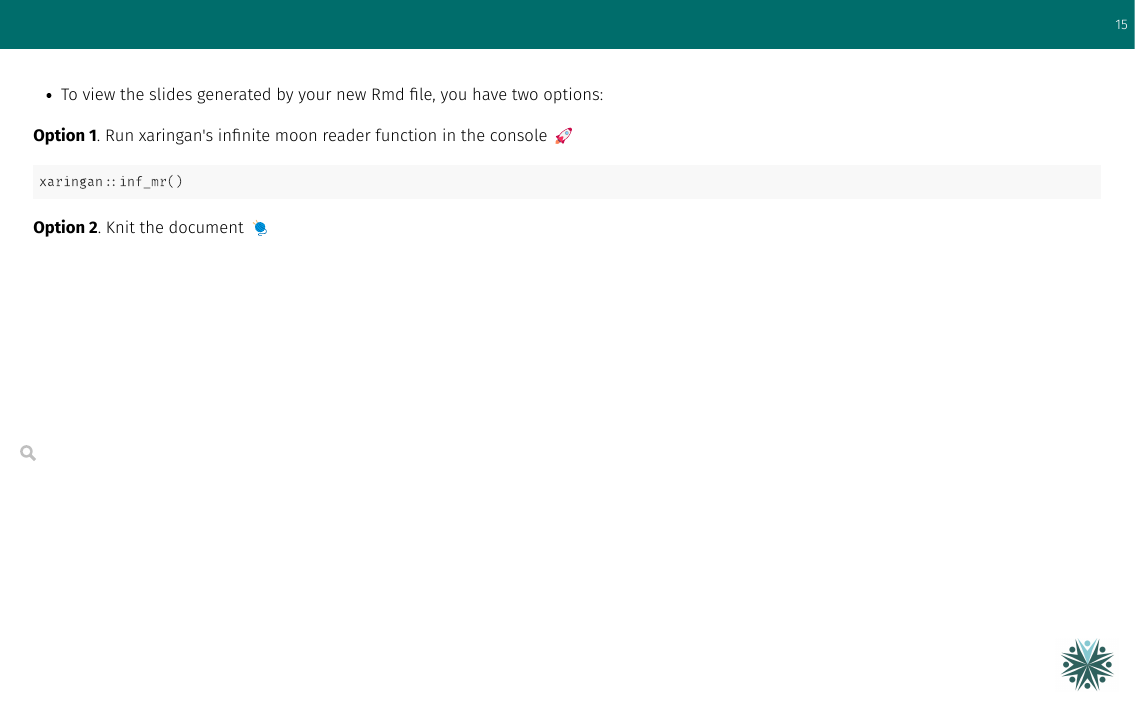 15
• To view the slides generated by your new Rmd file, you have two options:
Option 1. Run xaringan's infinite moon reader function in the console 🚀
xaringan::inf_mr()
Option 2. Knit the document 🧶